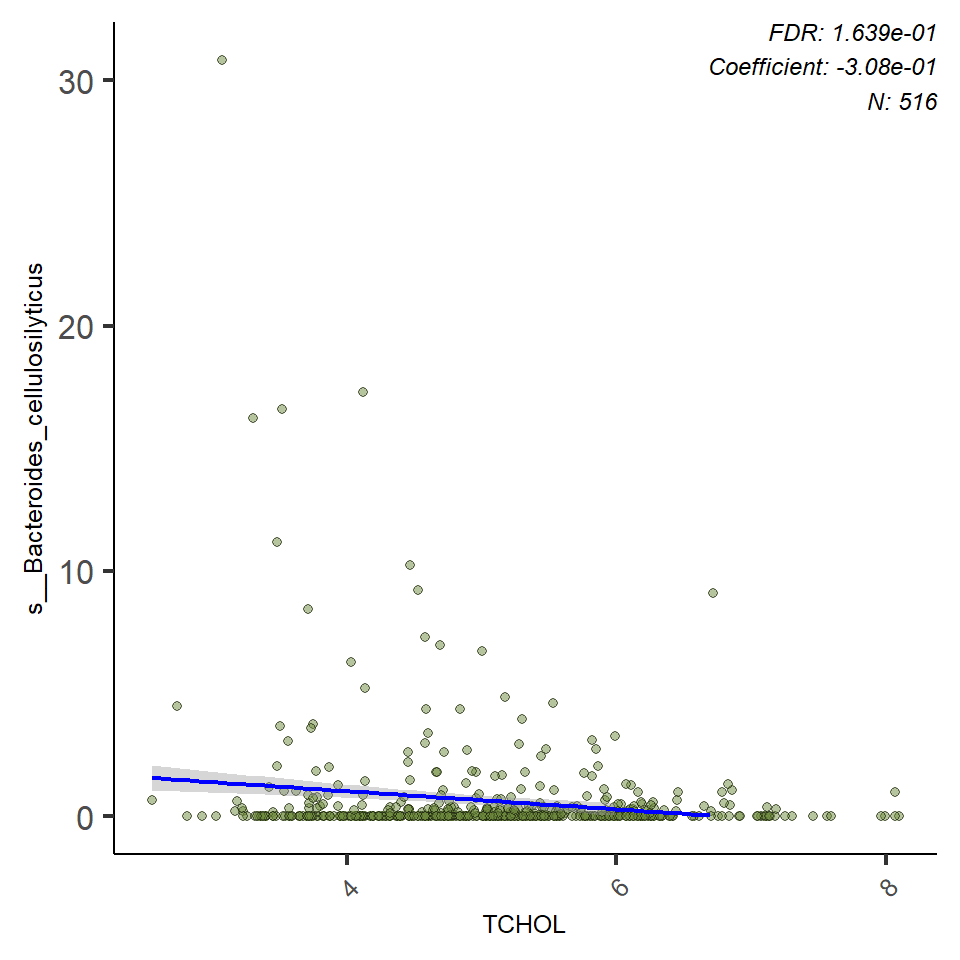 FDR: 1.639e-01
Coefficient: -3.08e-01
N: 516
30
20
10
0
s__Bacteroides_cellulosilyticus
4
6
8
TCHOL